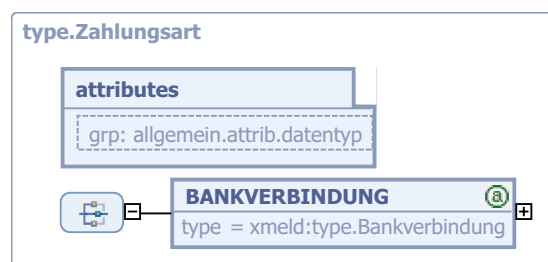 type.Zahlungsart
attributes
grp: allgemein.attrib.datentyp
BANKVERBINDUNG a
type = xmeld:type.Bankverbindung